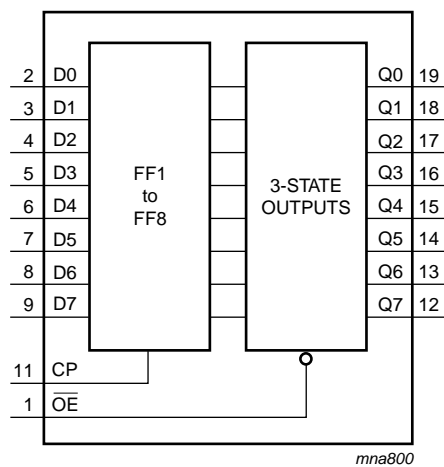 2 D0 Q0 19
3 D1 Q1 18
4 D2 Q2 17
5 D3 Q3 16
6 D4 Q4 15
7 D5 Q5 14
8 D6 Q6 13
9 D7 Q7 12
FF1
to
FF8
3-STATE
OUTPUTS
11 CP
1 O̅E̅
mna800